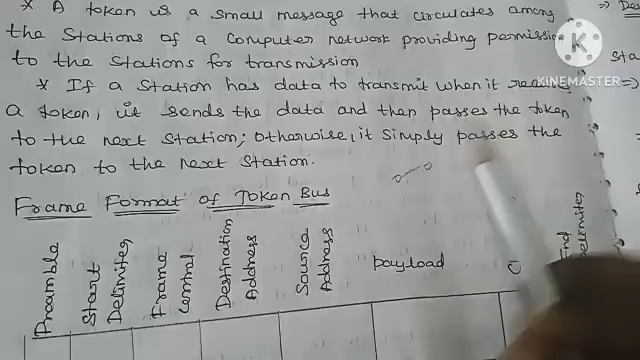 * A token is a small message that circulates among
the Stations of a computer network providing permission
to the stations for transmission
* If a Station has data to transmit when it
a token, it sends the data and then passes the token
to the next station; otherwise, it simply passes the
token to the next Station.
Frame Format of Token Bus
Preamble
Start Delimiter
Frame control
Destination Address
Source Address
payload
C
End Delimiter
⇒
Sta
⇒
KINEMASTER